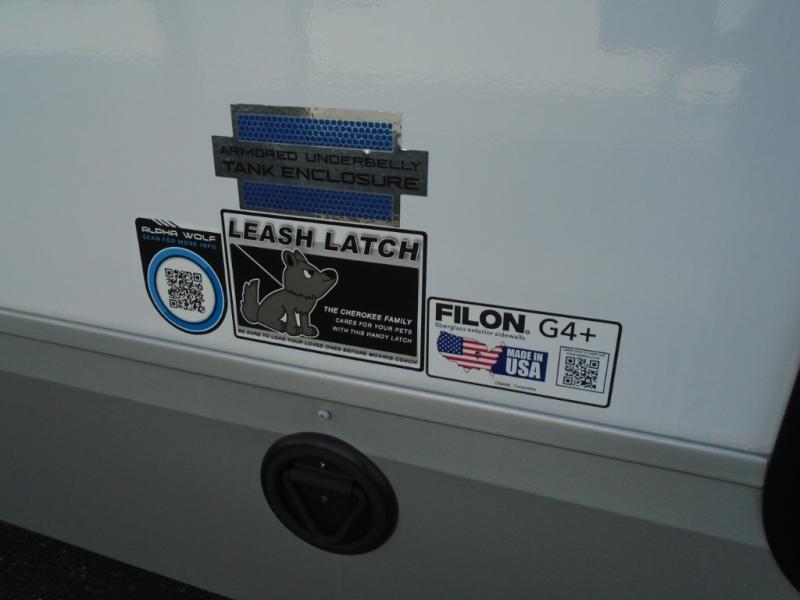 ARMORED UNDERBELLY
TANK ENCLOSURE
ALPHA WOLF
SCAN FOR MORE INFO
LEASH LATCH
THE CHEROKEE FAMILY
CARES FOR YOUR PETS
WITH THIS HANDY LATCH
BE SURE TO LOAD YOUR LOVED ONES BEFORE MOVING COACH
FILON® G4+
fiberglass exterior sidewalls
MADE IN
USA
CRANE Composites